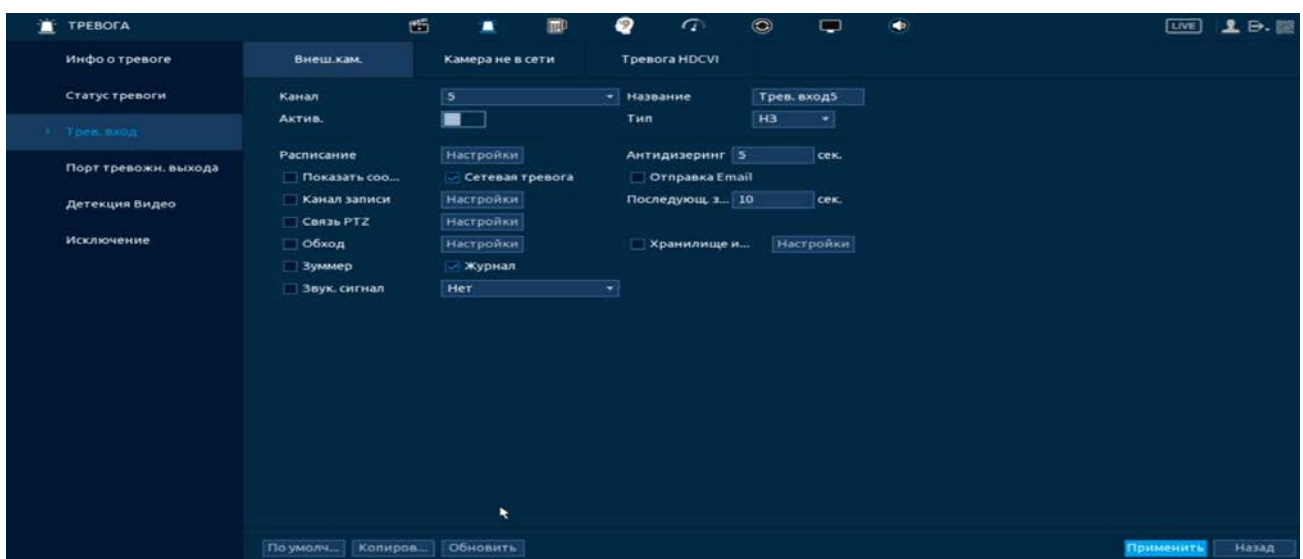 ТРЕВОГА LIVE
Инфо о тревоге Внеш.кам. Камера не в сети Тревога HDCVI
Статус тревоги Канал 5 Название Трев. вход5
Трев. вход Актив. Тип НЗ
Расписание Настройки Антидизеринг 5 сек.
Порт тревожн. выхода Показать соо... Сетевая тревога Отправка Email
Детекция Видео Канал записи Настройки Последующ. з... 10 сек.
Связь PTZ Настройки
Исключение Обход Настройки Хранилище и... Настройки
Зуммер Журнал
Звук. сигнал Нет
По умолч... Копиров... Обновить Применить Назад